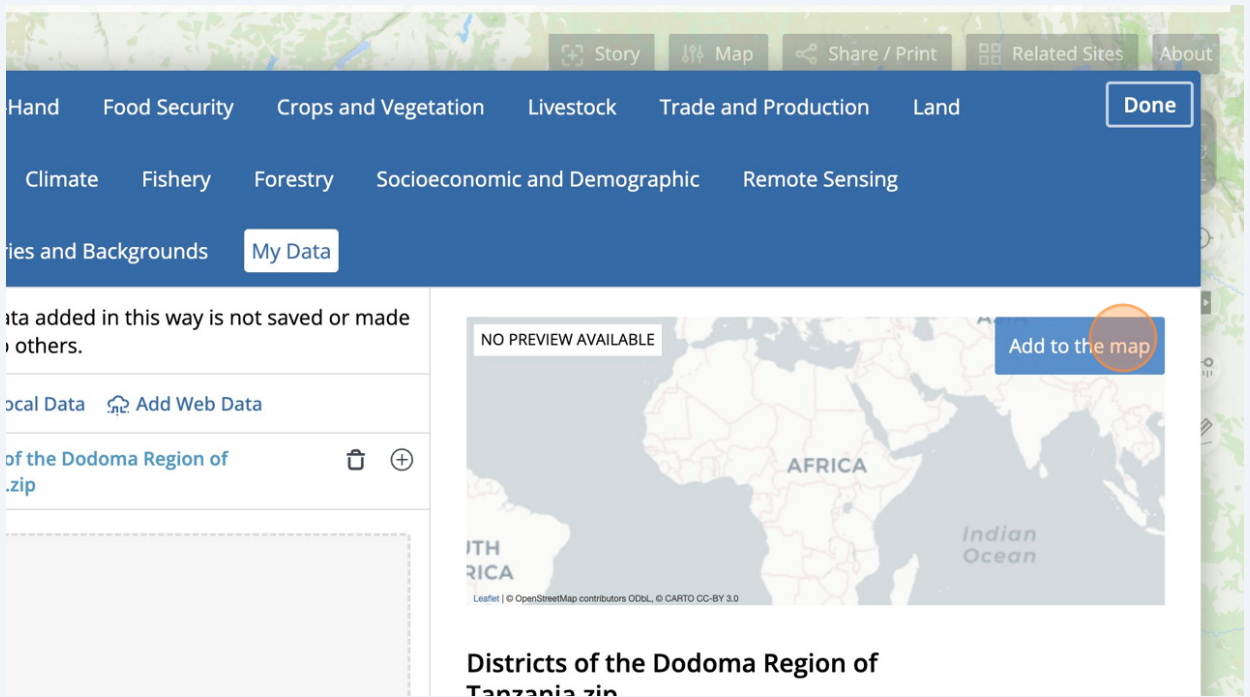 Story Map Share / Print Related Sites About
-Hand Food Security Crops and Vegetation Livestock Trade and Production Land Done
Climate Fishery Forestry Socioeconomic and Demographic Remote Sensing
ries and Backgrounds My Data
ata added in this way is not saved or made
others.
ocal Data Add Web Data
of the Dodoma Region of
.zip
NO PREVIEW AVAILABLE
Add to the map
AFRICA
Indian
Ocean
UTH
RICA
Leaflet | © OpenStreetMap contributors ODbL, © CARTO CC-BY 3.0
Districts of the Dodoma Region of
Tanzania.zip